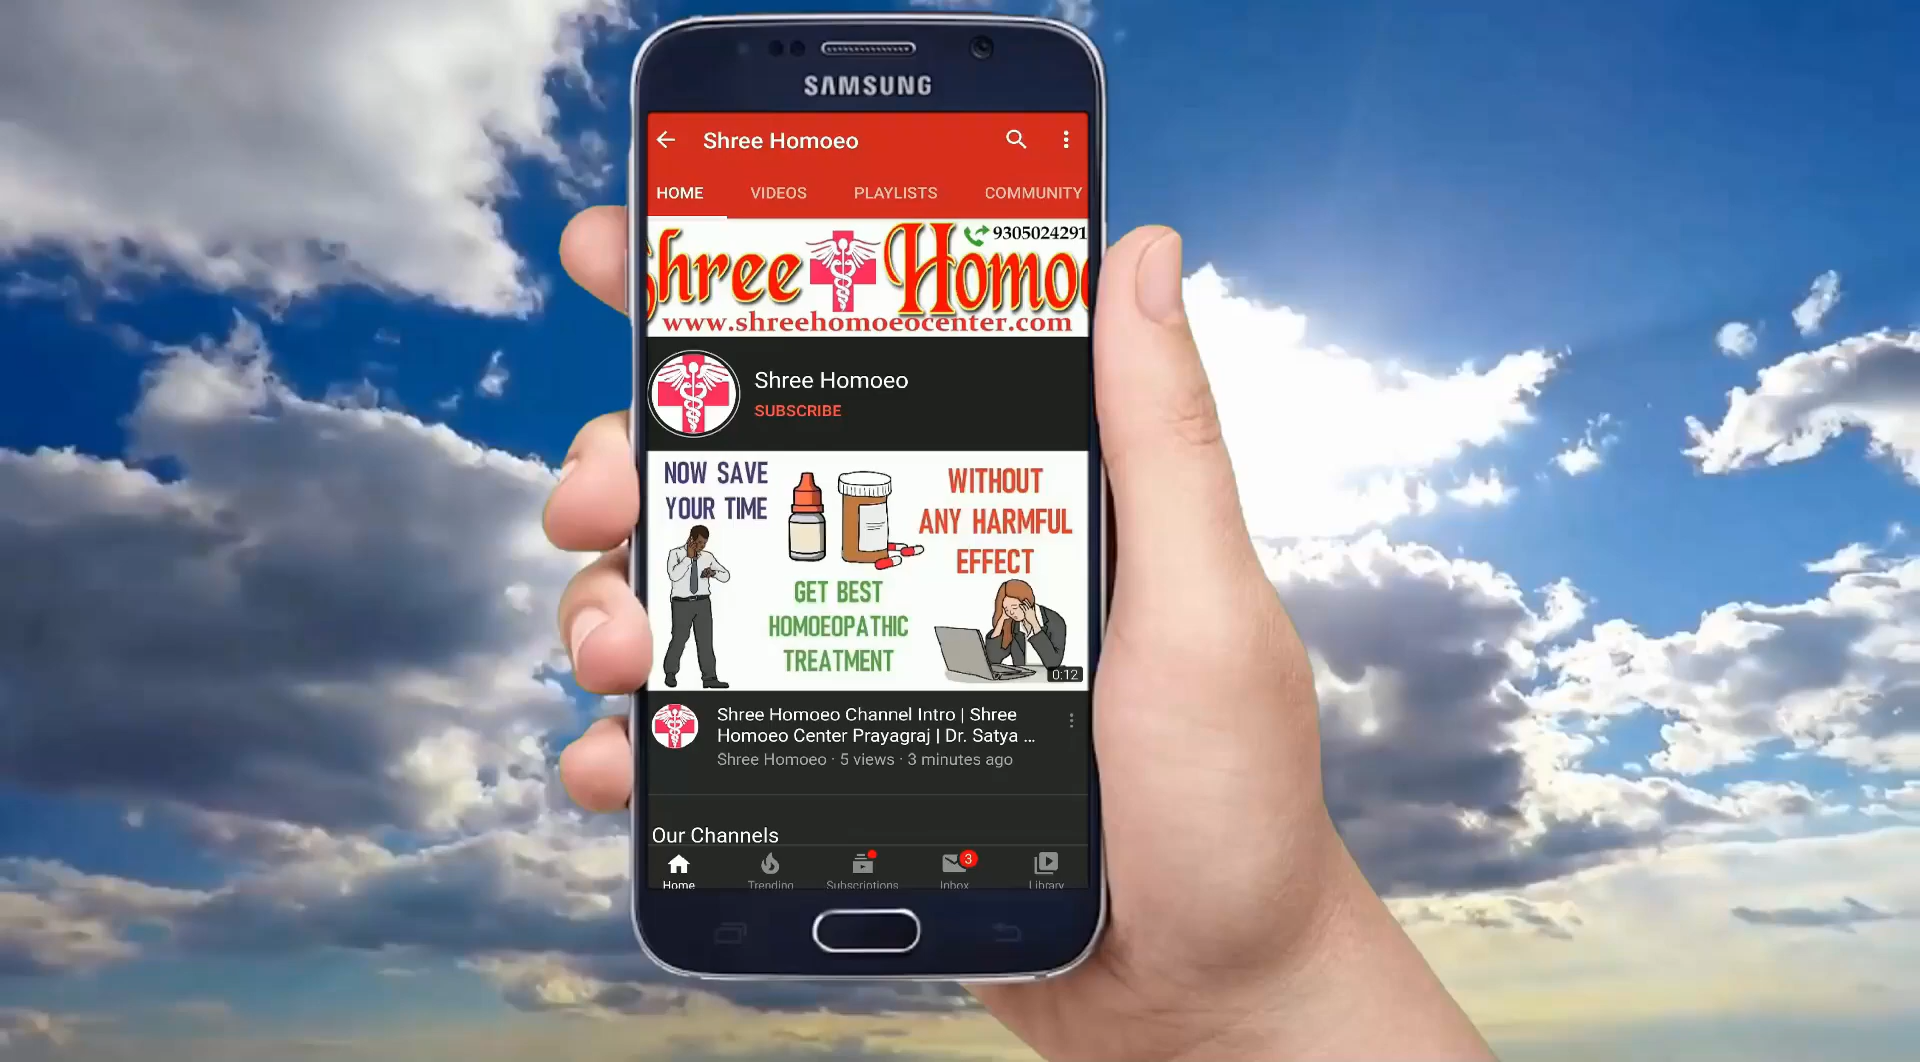 SAMSUNG
Shree Homoeo
HOME VIDEOS PLAYLISTS COMMUNITY
9305024291
Shree Homoe
www.shreehomoeocenter.com
Shree Homoeo
SUBSCRIBE
NOW SAVE
YOUR TIME
WITHOUT
ANY HARMFUL
EFFECT
GET BEST
HOMOEOPATHIC
TREATMENT
0:12
Shree Homoeo Channel Intro | Shree
Homoeo Center Prayagraj | Dr. Satya ...
Shree Homoeo · 5 views · 3 minutes ago
Our Channels
3
Home Trending Subscriptions Inbox Library